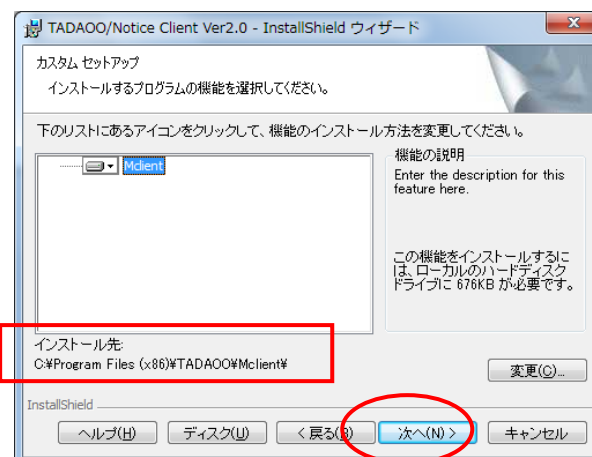 TADAOO/Notice Client Ver2.0 - InstallShield ウィザード
カスタム セットアップ
インストールするプログラムの機能を選択してください。
下のリストにあるアイコンをクリックして、機能のインストール方法を変更してください。
Mclient
機能の説明
Enter the description for this
feature here.
この機能をインストールするに
は、ローカルのハードディスク
ドライブに 676KB が必要です。
インストール先:
C:¥Program Files (x86)¥TADAOO¥Mclient¥
変更(C)...
InstallShield
ヘルプ(H) ディスク(U) < 戻る(B) 次へ(N) > キャンセル